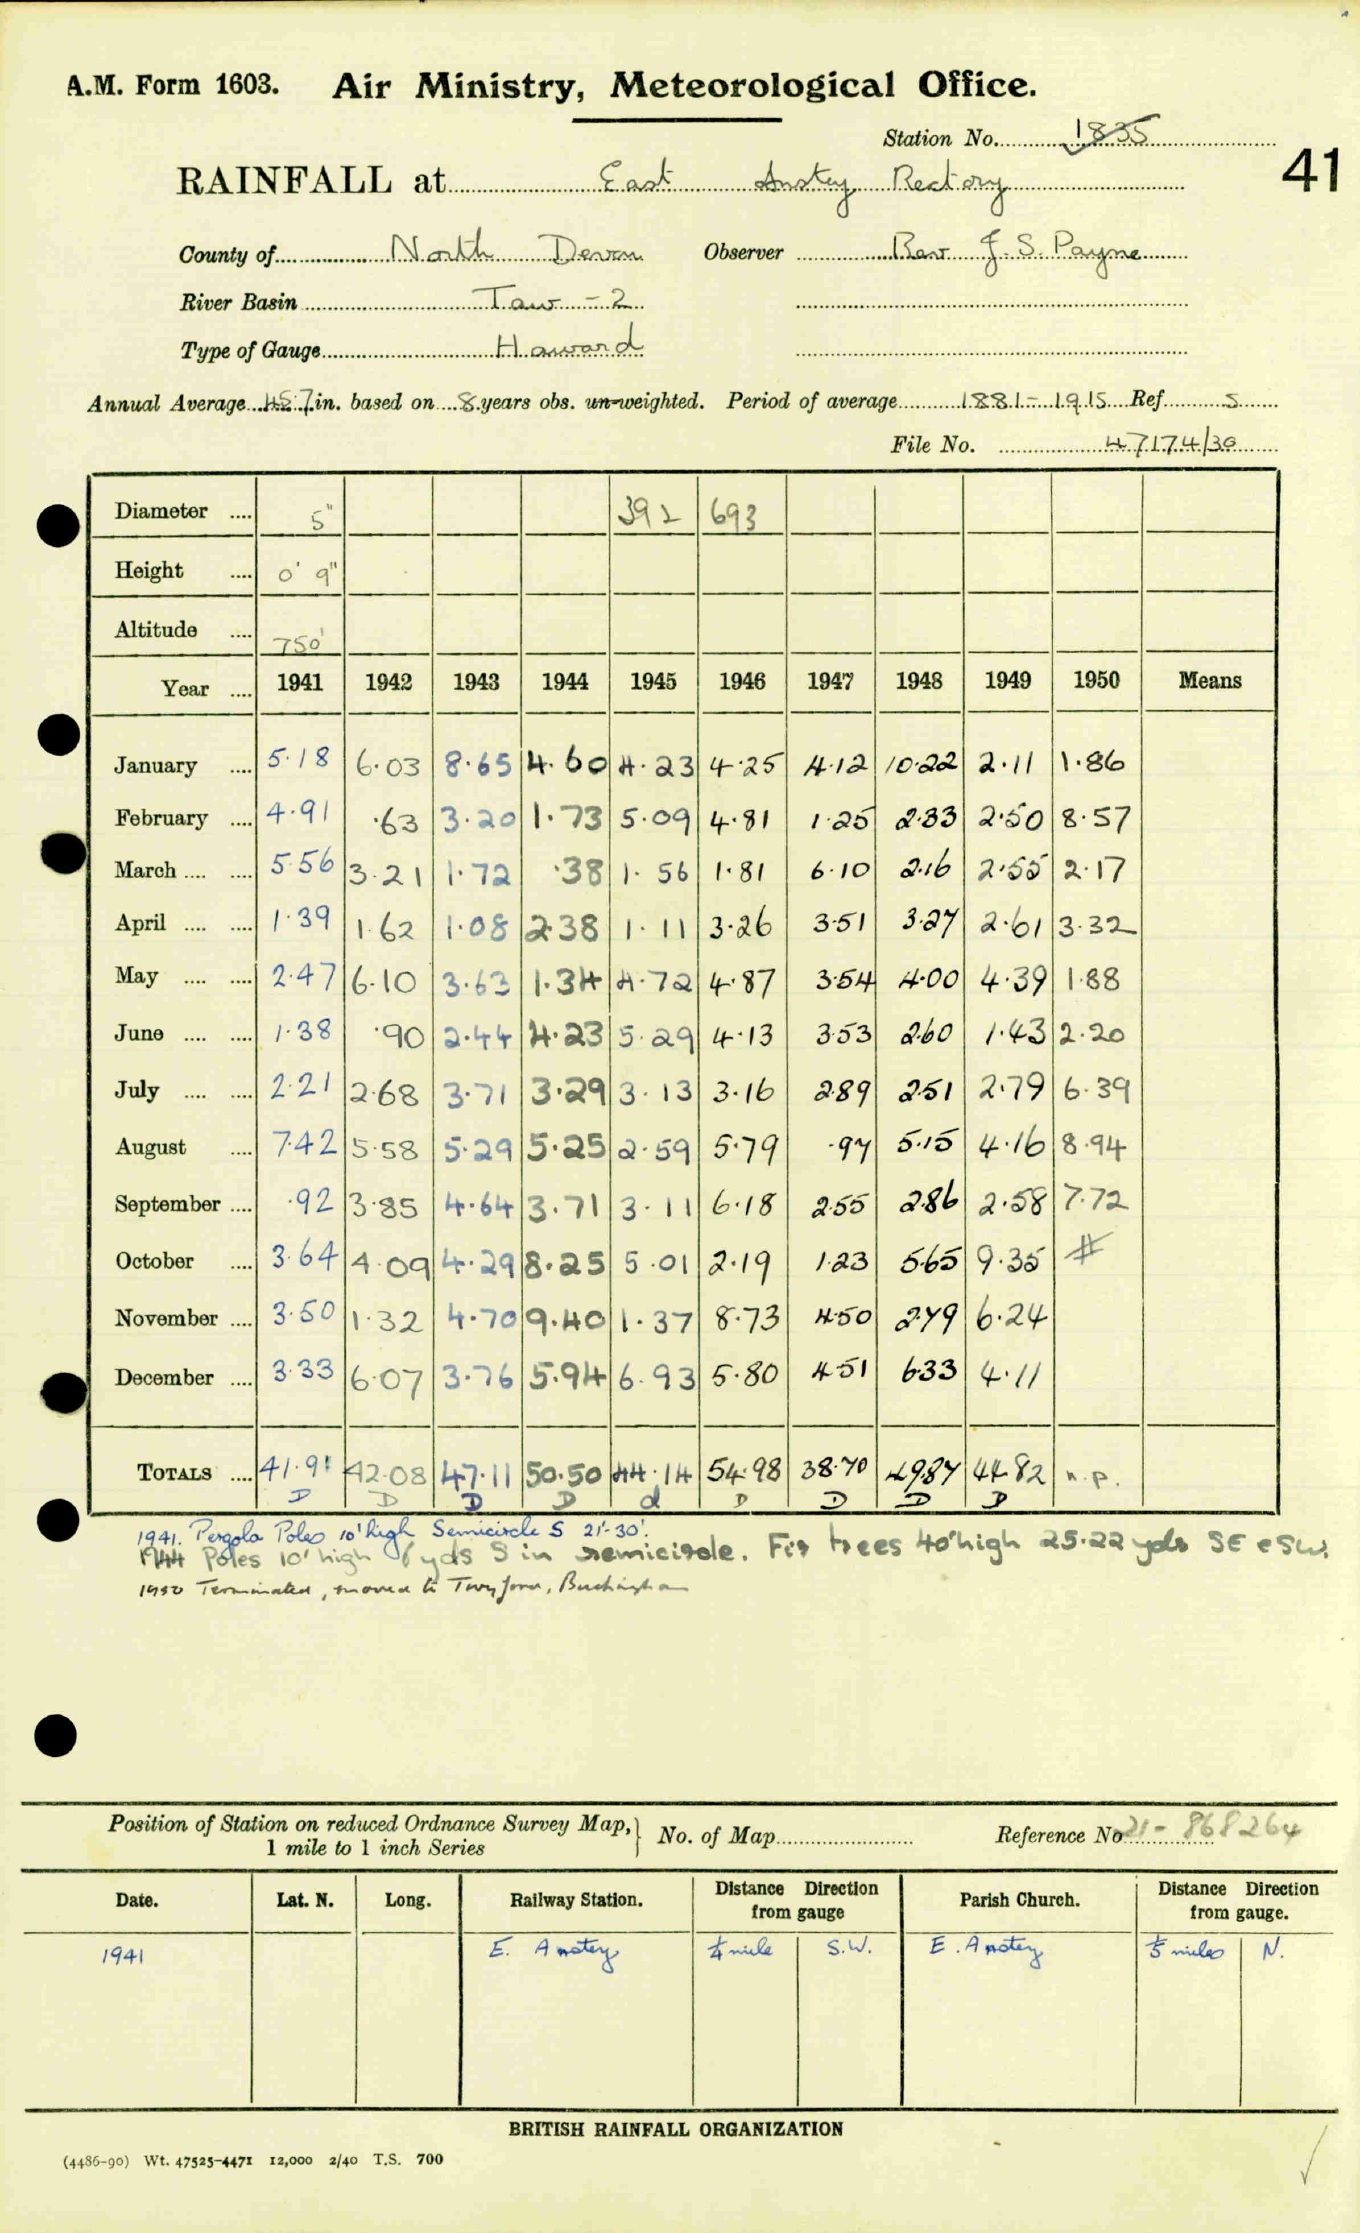 A.M. Form 1603. Air Ministry, Meteorological Office.
Station No. 1835
41
RAINFALL at East Anstey Rectory
County of North Devon Observer Rev J. S. Payne
River Basin Taw - 2
Type of Gauge Howard
Annual Average 45.7 in. based on 8 years obs. un-weighted. Period of average 1881-1915 Ref 5
File No. 47174/30
Diameter .... 5" 392 693
Height .... 0' 9"
Altitude .... 750'
Year .... 1941 1942 1943 1944 1945 1946 1947 1948 1949 1950 Means
January .... 5.18 6.03 8.65 4.60 4.23 4.25 4.12 10.22 2.11 1.86
February .... 4.91 .63 3.20 1.73 5.09 4.81 1.25 2.33 2.50 8.57
March .... .... 5.56 3.21 1.72 .38 1.56 1.81 6.10 2.16 2.55 2.17
April .... .... 1.39 1.62 1.08 2.38 1.11 3.26 3.51 3.27 2.61 3.32
May .... .... 2.47 6.10 3.63 1.34 4.72 4.87 3.54 4.00 4.39 1.88
June .... .... 1.38 .90 2.44 4.23 5.29 4.13 3.53 2.60 1.43 2.20
July .... .... 2.21 2.68 3.71 3.29 3.13 3.16 2.89 2.51 2.79 6.39
August .... 7.42 5.58 5.29 5.25 2.59 5.79 .97 5.15 4.16 8.94
September .... .92 3.85 4.64 3.71 3.11 6.18 2.55 2.86 2.58 7.72
October .... 3.64 4.09 4.29 8.25 5.01 2.19 1.23 5.65 9.35 #
November .... 3.50 1.32 4.70 9.40 1.37 8.73 4.50 2.79 6.24
December .... 3.33 6.07 3.76 5.94 6.93 5.80 4.51 6.33 4.11
TOTALS .... 41.91 42.08 47.11 50.50 44.14 54.98 38.70 49.87 44.82 n.p.
D D D D d D D D D
1941. Pergola Poles 10' high Semicircle S 21'-30'.
1944 Poles 10' high 6 yds S in semicircle. Fir trees 40' high 25-22 yds SE & SW.
1950 Terminated, moved to Twyford, Buckingham
Position of Station on reduced Ordnance Survey Map,
1 mile to 1 inch Series
No. of Map Reference No 21-868264
Date. Lat. N. Long. Railway Station. Distance Direction from gauge Parish Church. Distance Direction from gauge.
1941 E. Anstey 1/4 mile S.W. E. Anstey 1/5 miles N.
BRITISH RAINFALL ORGANIZATION
(4486-90) Wt. 47525-4471 12,000 2/40 T.S. 700